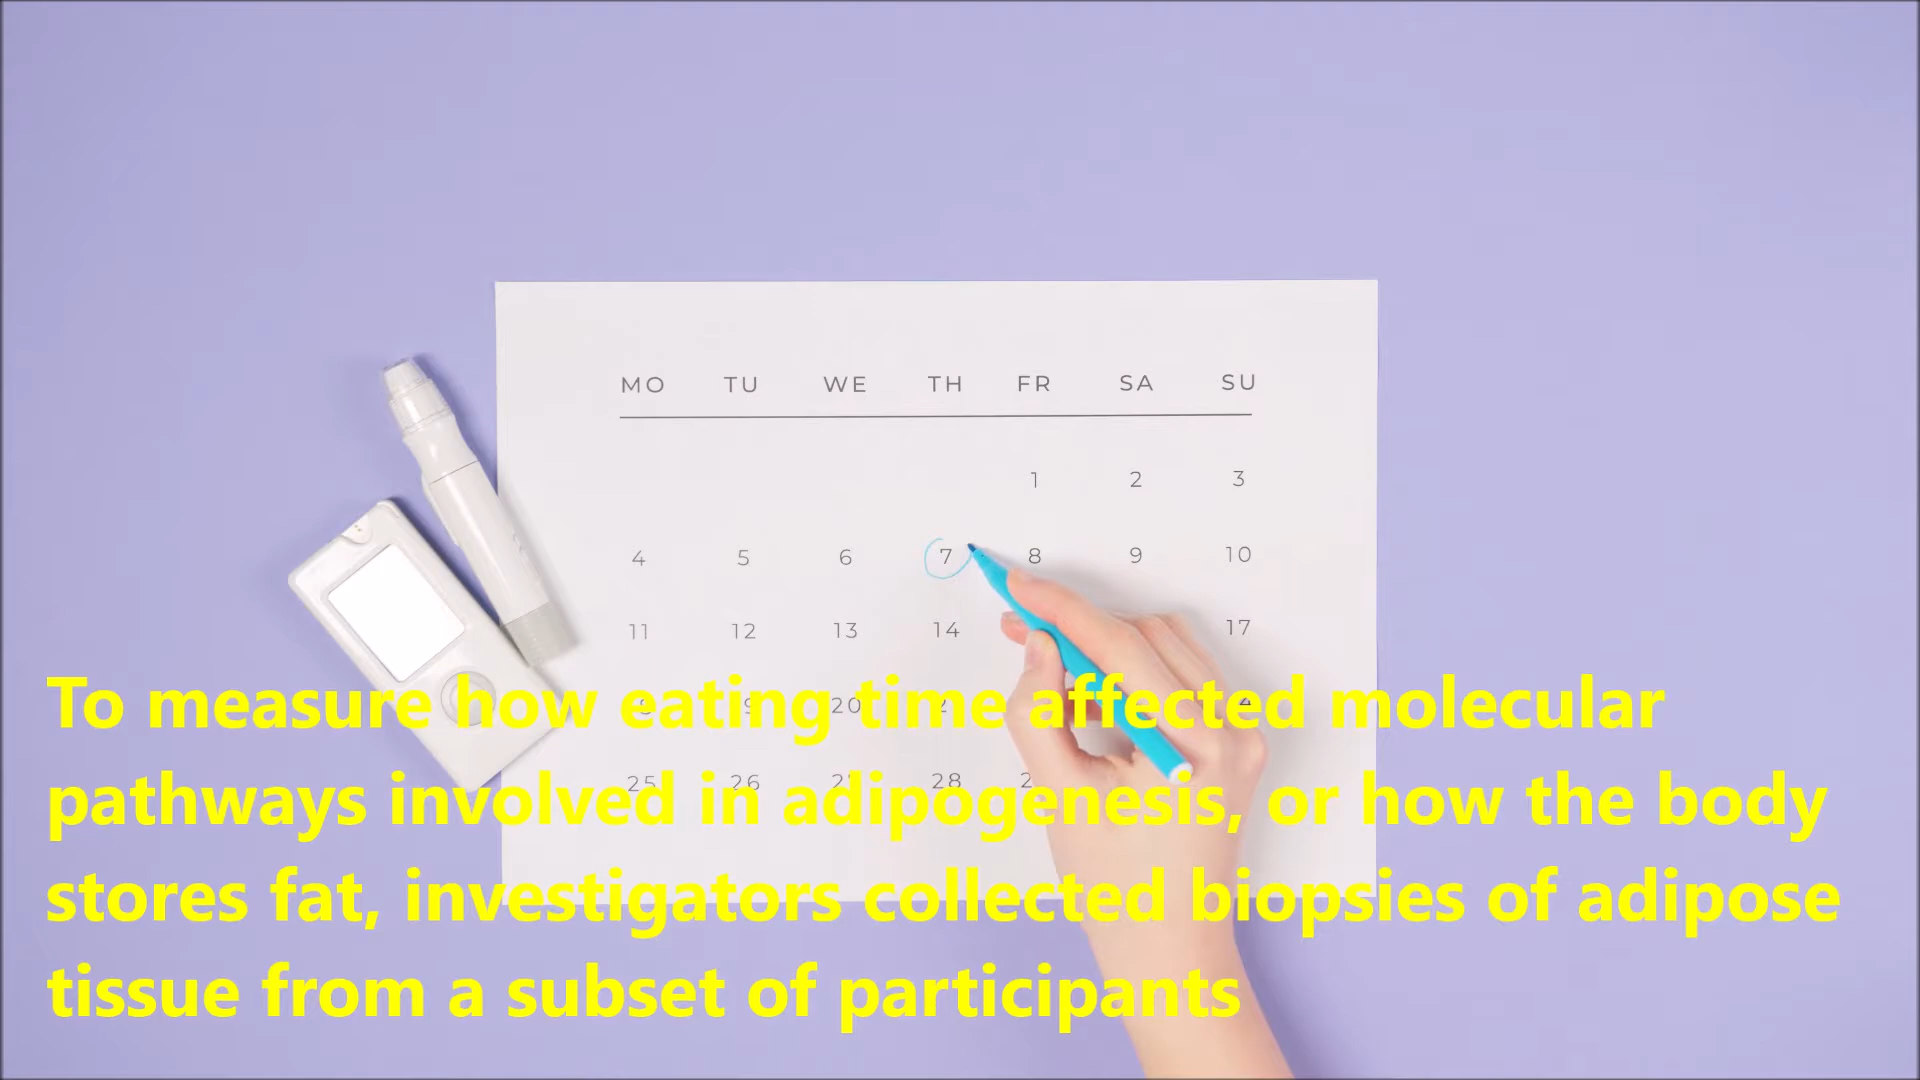 MO TU WE TH FR SA SU
1 2 3
4 5 6 7 8 9 10
11 12 13 14 17
20
25 26 28
To measure how eating time affected molecular
pathways involved in adipogenesis, or how the body
stores fat, investigators collected biopsies of adipose
tissue from a subset of participants